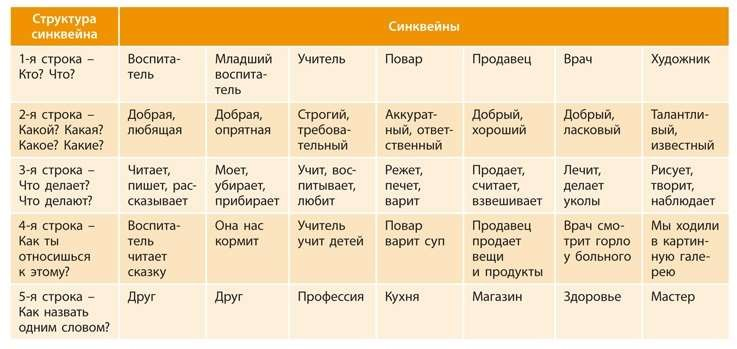 Структура
синквейна
Синквейны
1-я строка –
Кто? Что?
Воспита-
тель
Младший
воспита-
тель
Учитель
Повар
Продавец
Врач
Художник
2-я строка –
Какой? Какая?
Какое? Какие?
Добрая,
любящая
Добрая,
опрятная
Строгий,
требова-
тельный
Аккурат-
ный, ответ-
ственный
Добрый,
хороший
Добрый,
ласковый
Талантли-
вый,
известный
3-я строка –
Что делает?
Что делают?
Читает,
пишет, рас-
сказывает
Моет,
убирает,
прибирает
Учит, вос-
питывает,
любит
Режет,
печет,
варит
Продает,
считает,
взвешивает
Лечит,
делает
уколы
Рисует,
творит,
наблюдает
4-я строка –
Как ты
относишься
к этому?
Воспита-
тель
читает
сказку
Она нас
кормит
Учитель
учит детей
Повар
варит суп
Продавец
продает
вещи
и продукты
Врач смо-
трит горло
у больного
Мы ходили
в картин-
ную гале-
рею
5-я строка –
Как назвать
одним словом?
Друг
Друг
Профессия
Кухня
Магазин
Здоровье
Мастер